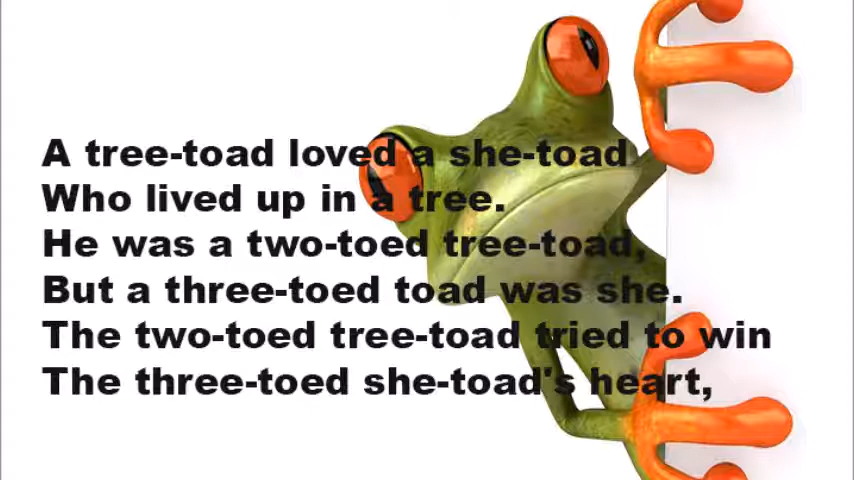 A tree-toad loved a she-toad
Who lived up in a tree.
He was a two-toed tree-toad,
But a three-toed toad was she.
The two-toed tree-toad tried to win
The three-toed she-toad's heart,